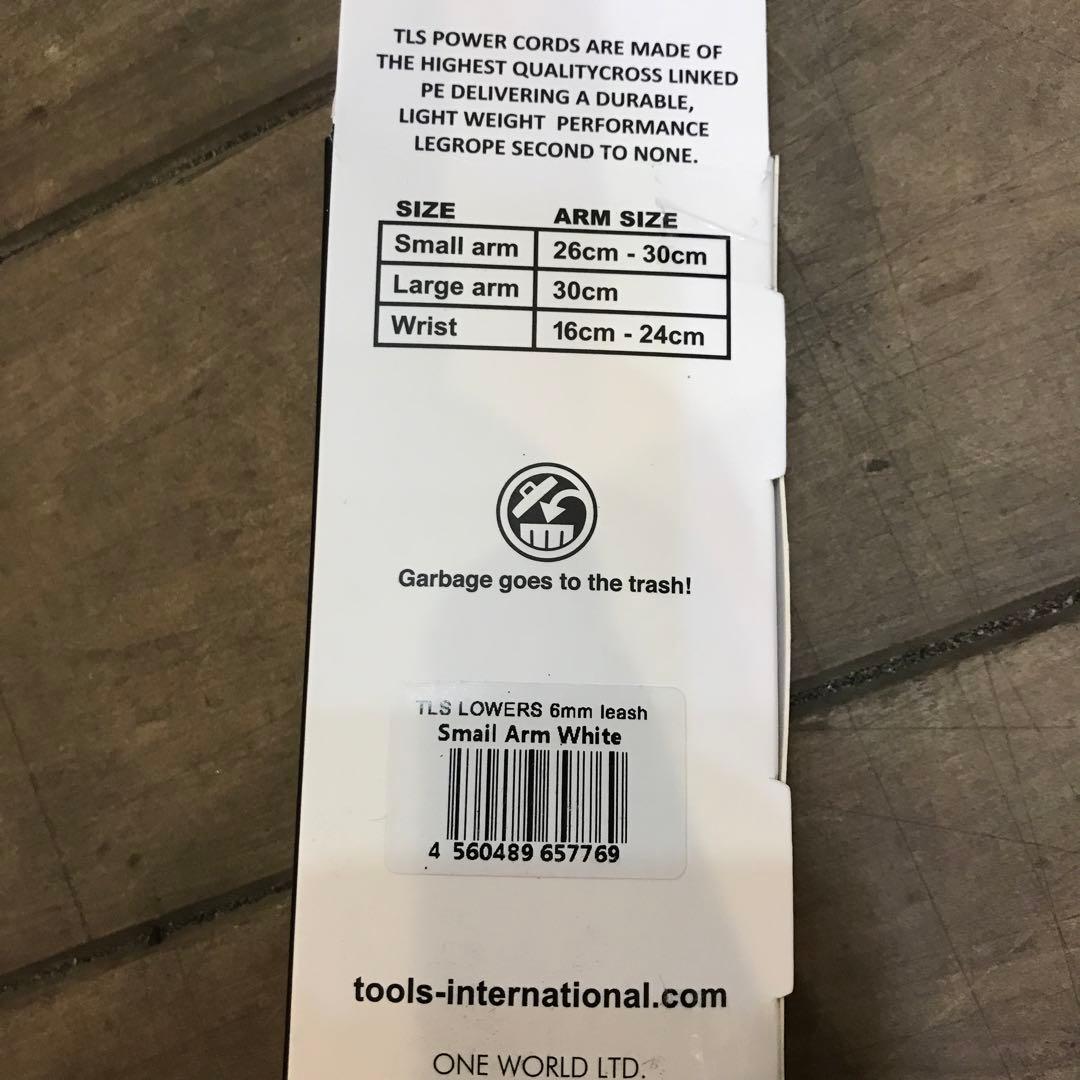 TLS POWER CORDS ARE MADE OF
THE HIGHEST QUALITYCROSS LINKED
PE DELIVERING A DURABLE,
LIGHT WEIGHT PERFORMANCE
LEGROPE SECOND TO NONE.
SIZE ARM SIZE
Small arm 26cm - 30cm
Large arm 30cm
Wrist 16cm - 24cm
Garbage goes to the trash!
TLS LOWERS 6mm leash
Small Arm White
4 560489 657769
tools-international.com
ONE WORLD LTD.